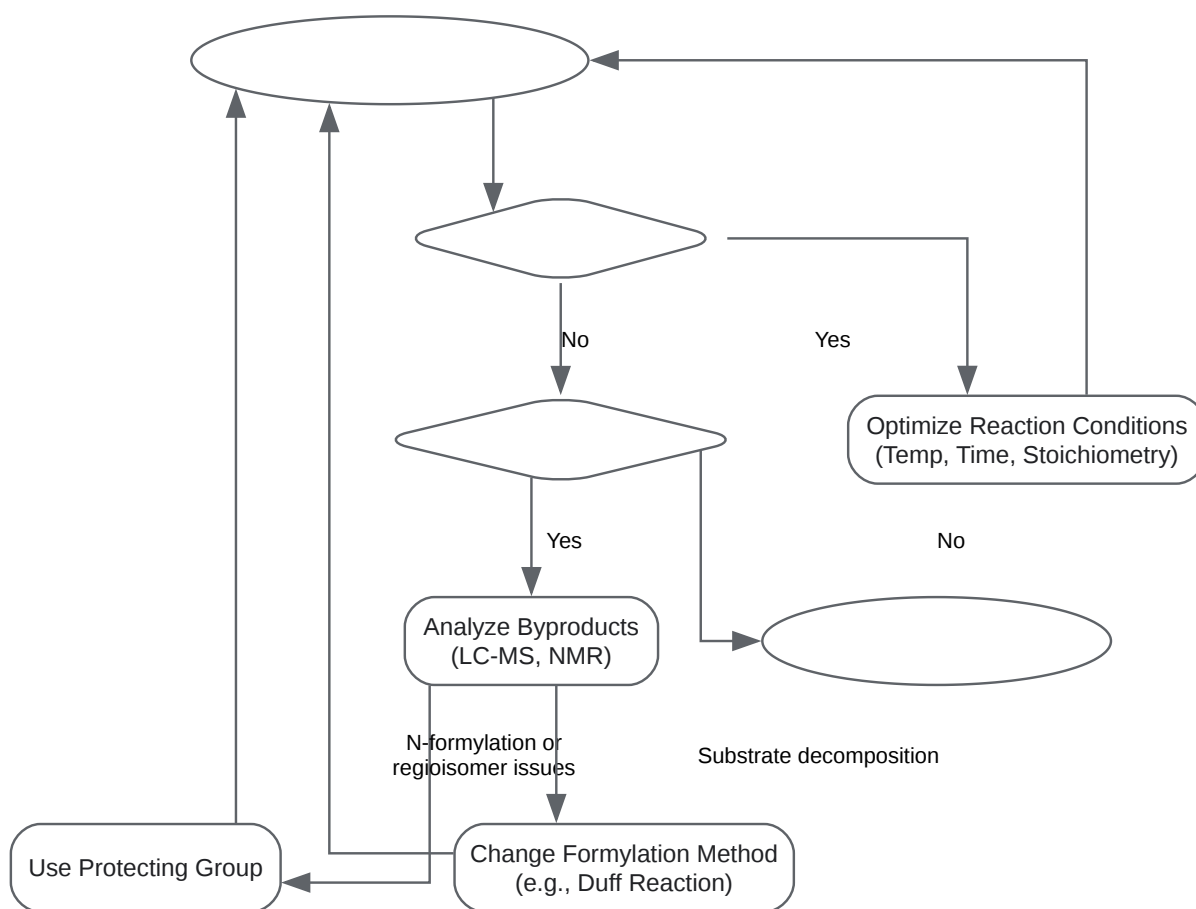 No
Yes
Optimize Reaction Conditions
(Temp, Time, Stoichiometry)
Yes
No
Analyze Byproducts
(LC-MS, NMR)
N-formylation or
regioisomer issues
Substrate decomposition
Use Protecting Group
Change Formylation Method
(e.g., Duff Reaction)